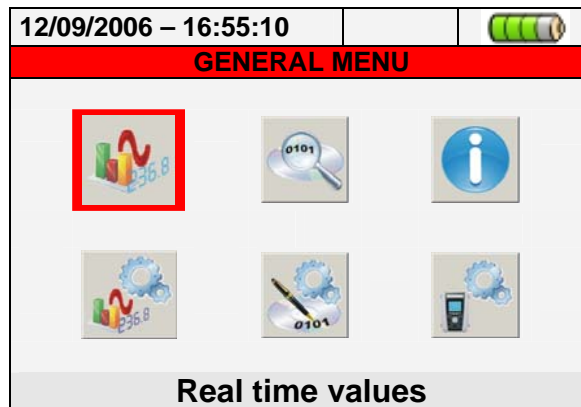 12/09/2006 – 16:55:10
GENERAL MENU
236.8
0101
236.8
0101
Real time values